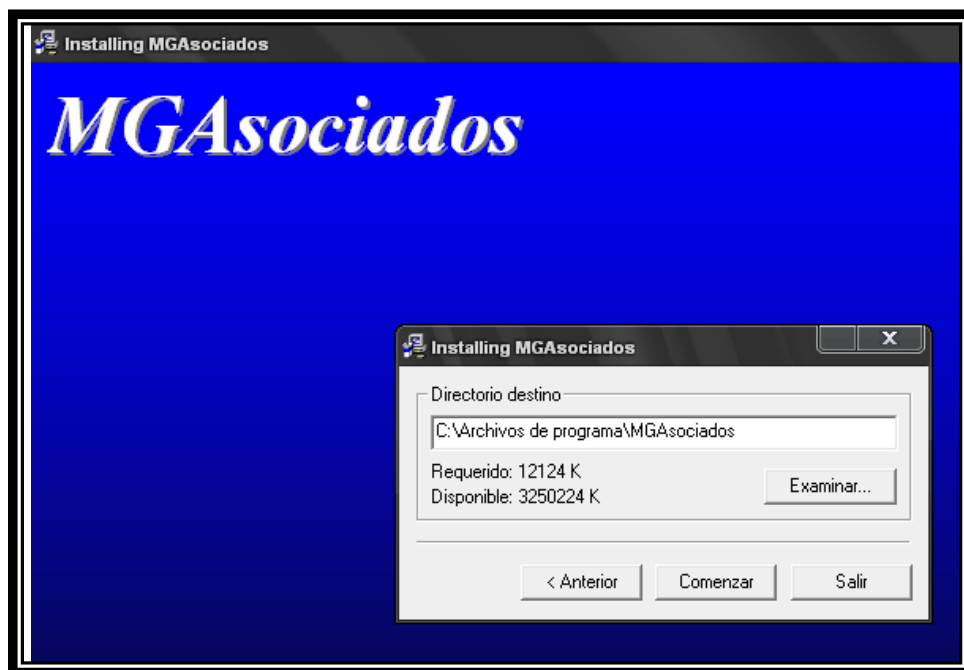 Installing MGAsociados
MGAsociados
Installing MGAsociados
X
Directorio destino
C:\Archivos de programa\MGAsociados
Requerido: 12124 K
Disponible: 3250224 K
Examinar...
< Anterior
Comenzar
Salir